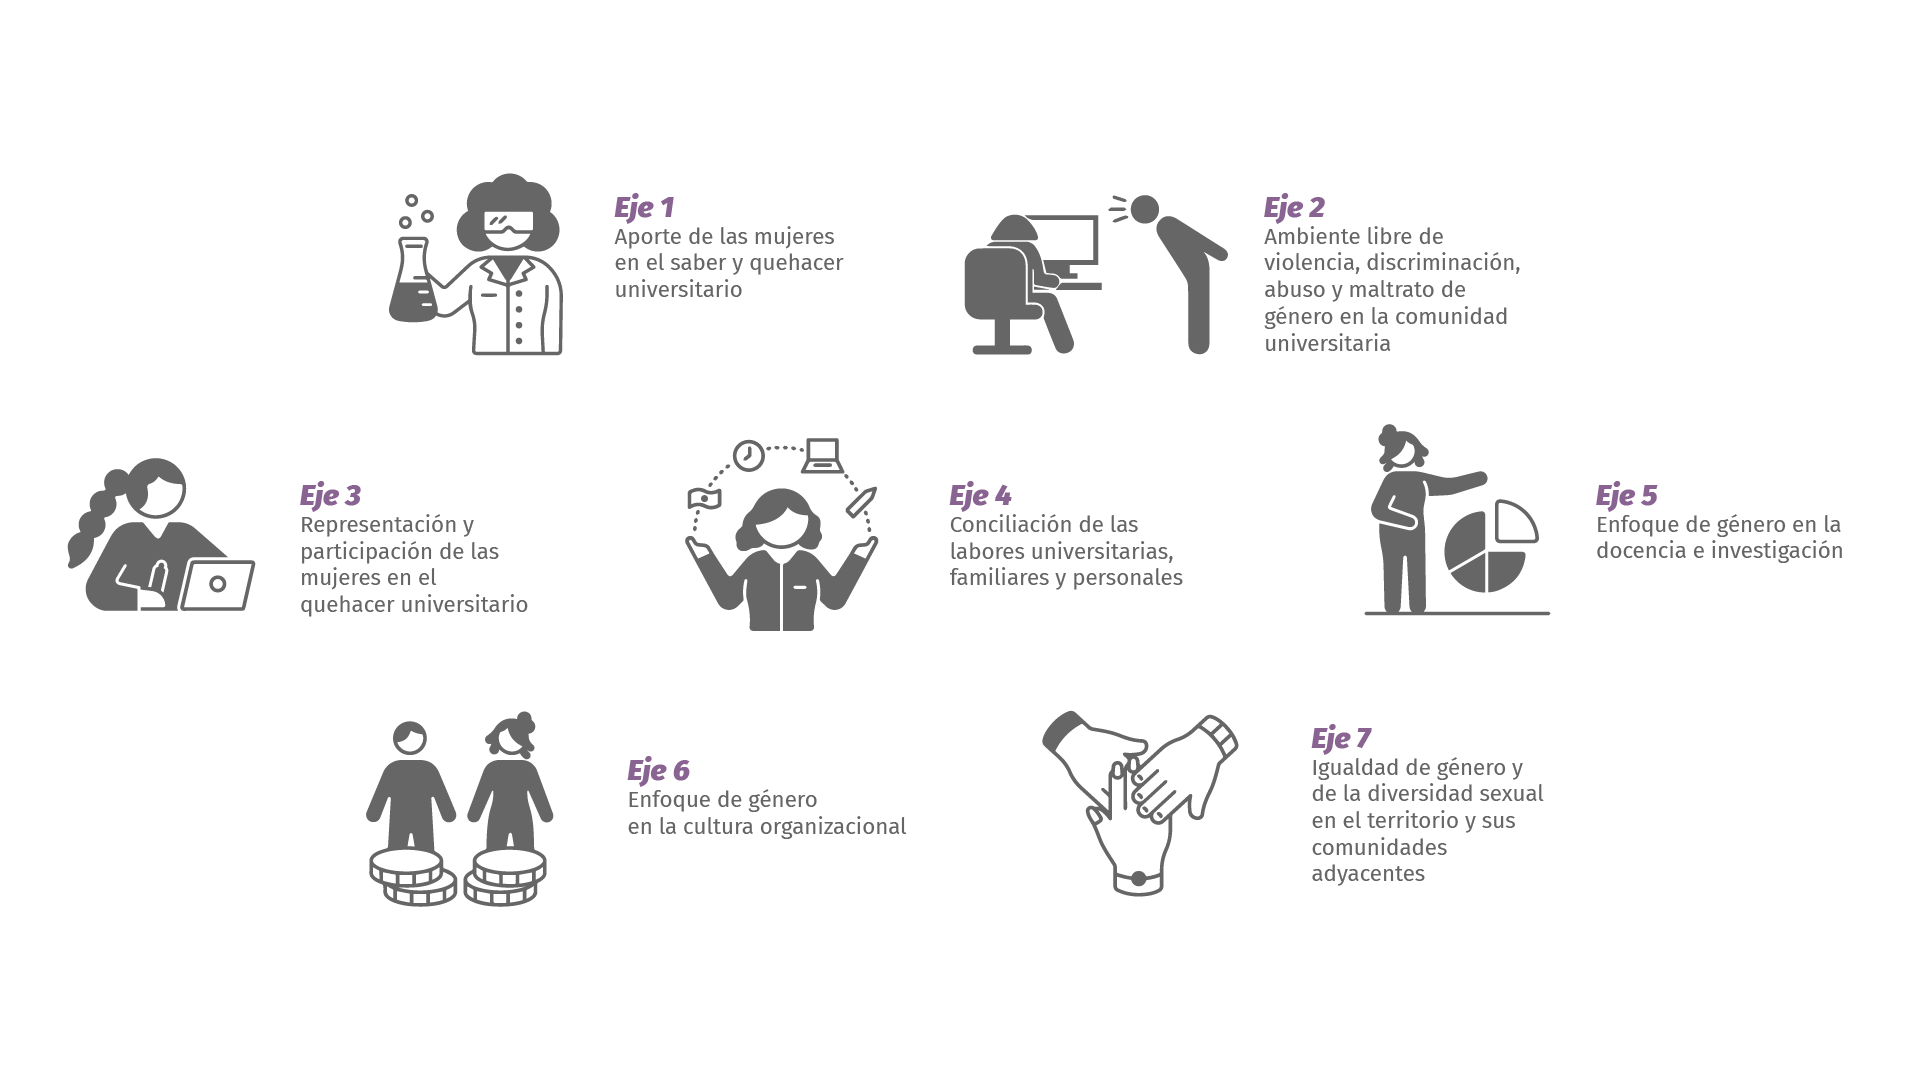 Eje 1
Aporte de las mujeres
en el saber y quehacer
universitario
Eje 2
Ambiente libre de
violencia, discriminación,
abuso y maltrato de
género en la comunidad
universitaria
Eje 3
Representación y
participación de las
mujeres en el
quehacer universitario
Eje 4
Conciliación de las
labores universitarias,
familiares y personales
Eje 5
Enfoque de género en la
docencia e investigación
Eje 6
Enfoque de género
en la cultura organizacional
Eje 7
Igualdad de género y
de la diversidad sexual
en el territorio y sus
comunidades
adyacentes